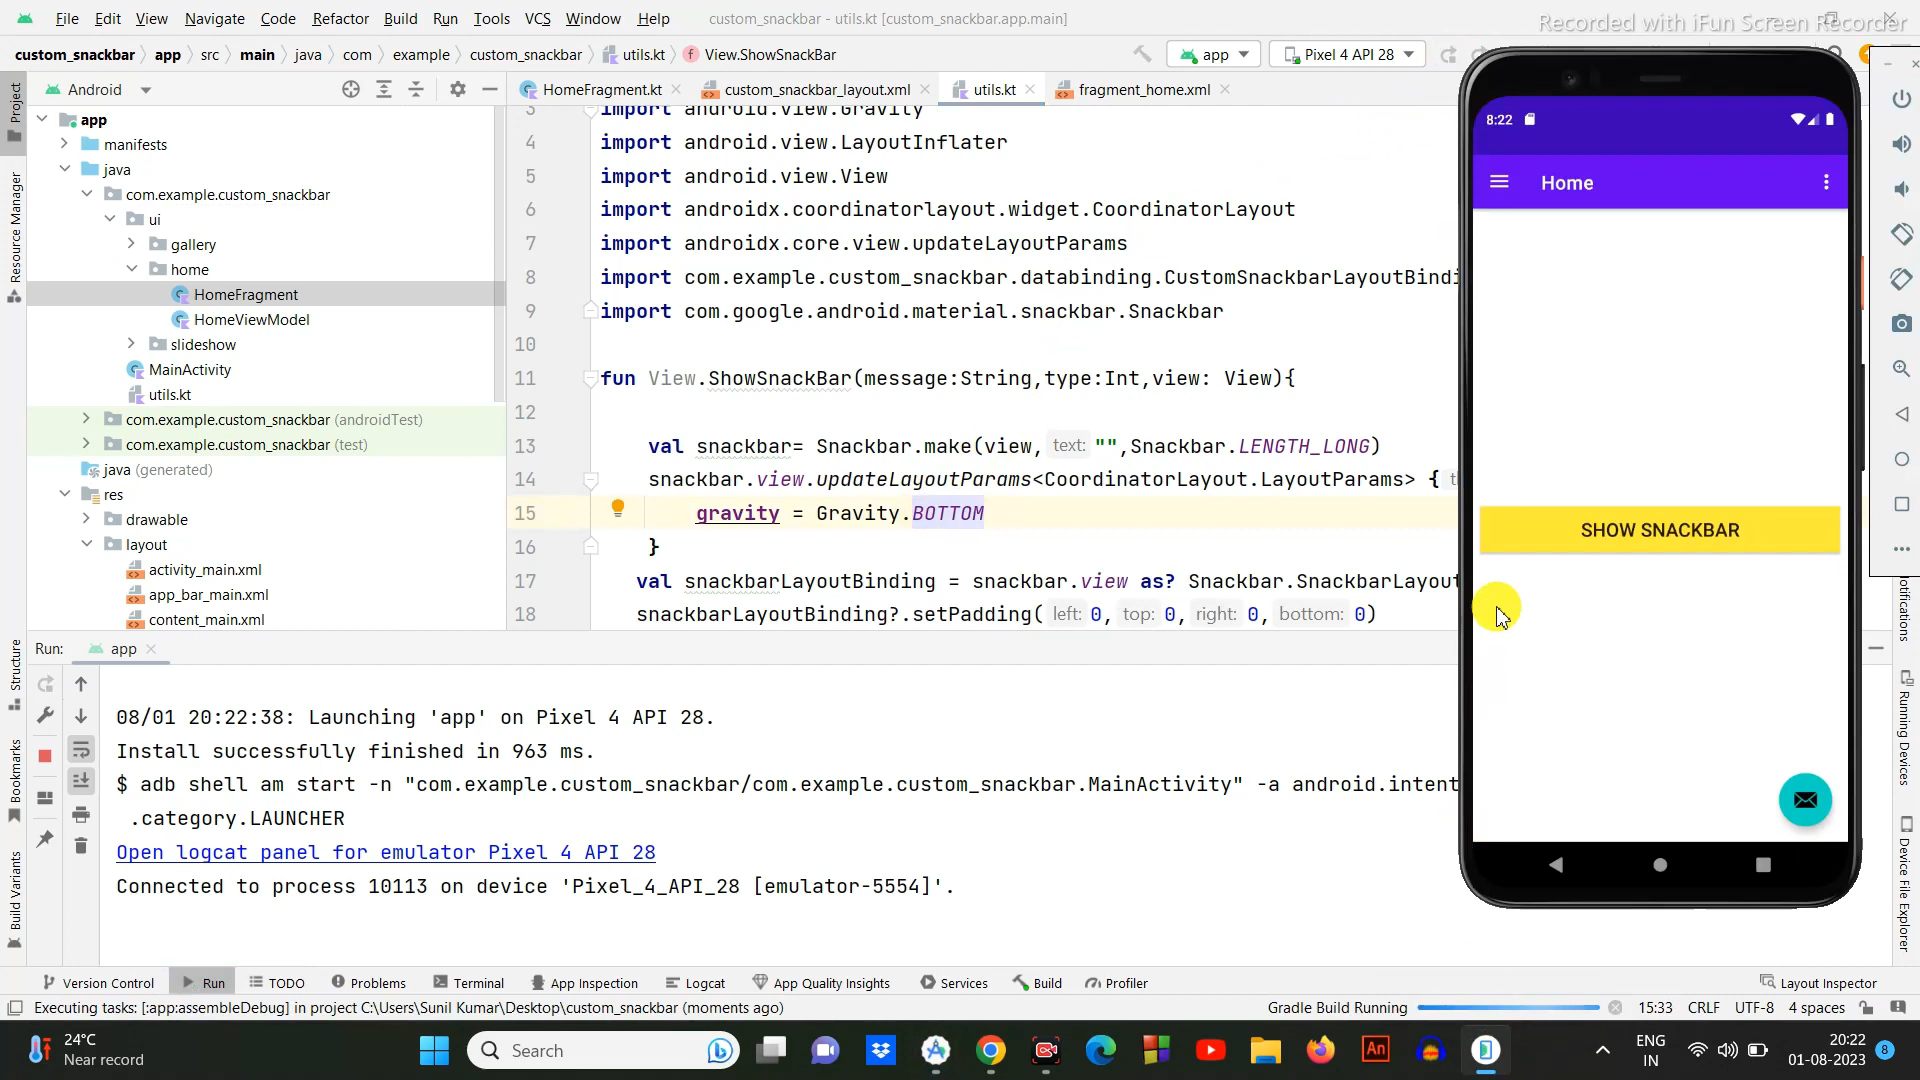 File Edit View Navigate Code Refactor Build Run Tools VCS Window Help custom_snackbar - utils.kt [custom_snackbar.app.main]
Recorded with iFun Screen Recorder
custom_snackbar app src main java com example custom_snackbar utils.kt View.ShowSnackBar app Pixel 4 API 28
Android
HomeFragment.kt custom_snackbar_layout.xml utils.kt fragment_home.xml
Project
Resource Manager
Structure
Bookmarks
Build Variants
app
manifests
java
com.example.custom_snackbar
ui
gallery
home
HomeFragment
HomeViewModel
slideshow
MainActivity
utils.kt
com.example.custom_snackbar (androidTest)
com.example.custom_snackbar (test)
java (generated)
res
drawable
layout
activity_main.xml
app_bar_main.xml
content_main.xml
3 import android.view.Gravity
4 import android.view.LayoutInflater
5 import android.view.View
6 import androidx.coordinatorlayout.widget.CoordinatorLayout
7 import androidx.core.view.updateLayoutParams
8 import com.example.custom_snackbar.databinding.CustomSnackbarLayoutBindi
9 import com.google.android.material.snackbar.Snackbar
10
11 fun View.ShowSnackBar(message:String,type:Int,view: View){
12
13 val snackbar= Snackbar.make(view, text: "",Snackbar.LENGTH_LONG)
14 snackbar.view.updateLayoutParams<CoordinatorLayout.LayoutParams> { th
15 gravity = Gravity.BOTTOM
16 }
17 val snackbarLayoutBinding = snackbar.view as? Snackbar.SnackbarLayout
18 snackbarLayoutBinding?.setPadding( left: 0, top: 0, right: 0, bottom: 0)
8:22
Home
SHOW SNACKBAR
Notifications
Running Devices
Device File Explorer
Run: app
08/01 20:22:38: Launching 'app' on Pixel 4 API 28.
Install successfully finished in 963 ms.
$ adb shell am start -n "com.example.custom_snackbar/com.example.custom_snackbar.MainActivity" -a android.intent
.category.LAUNCHER
Open logcat panel for emulator Pixel 4 API 28
Connected to process 10113 on device 'Pixel_4_API_28 [emulator-5554]'.
Version Control Run TODO Problems Terminal App Inspection Logcat App Quality Insights Services Build Profiler Layout Inspector
Executing tasks: [:app:assembleDebug] in project C:\Users\Sunil Kumar\Desktop\custom_snackbar (moments ago) Gradle Build Running 15:33 CRLF UTF-8 4 spaces
24°C
Near record
Search
An
ENG
IN
20:22
01-08-2023
8